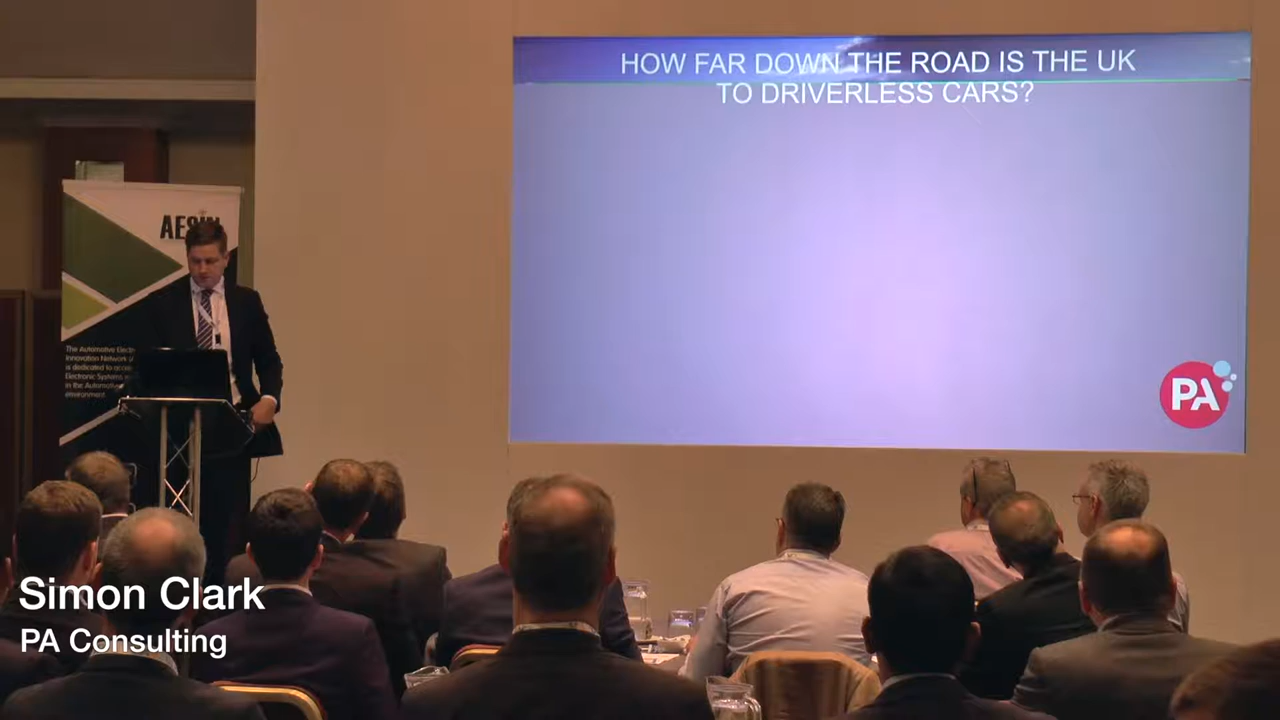 HOW FAR DOWN THE ROAD IS THE UK
TO DRIVERLESS CARS?
AESIN
The Automotive Elect
Innovation Network
is dedicated to
Electronic Systems
in the Automotive
environment.
PA
Simon Clark
PA Consulting